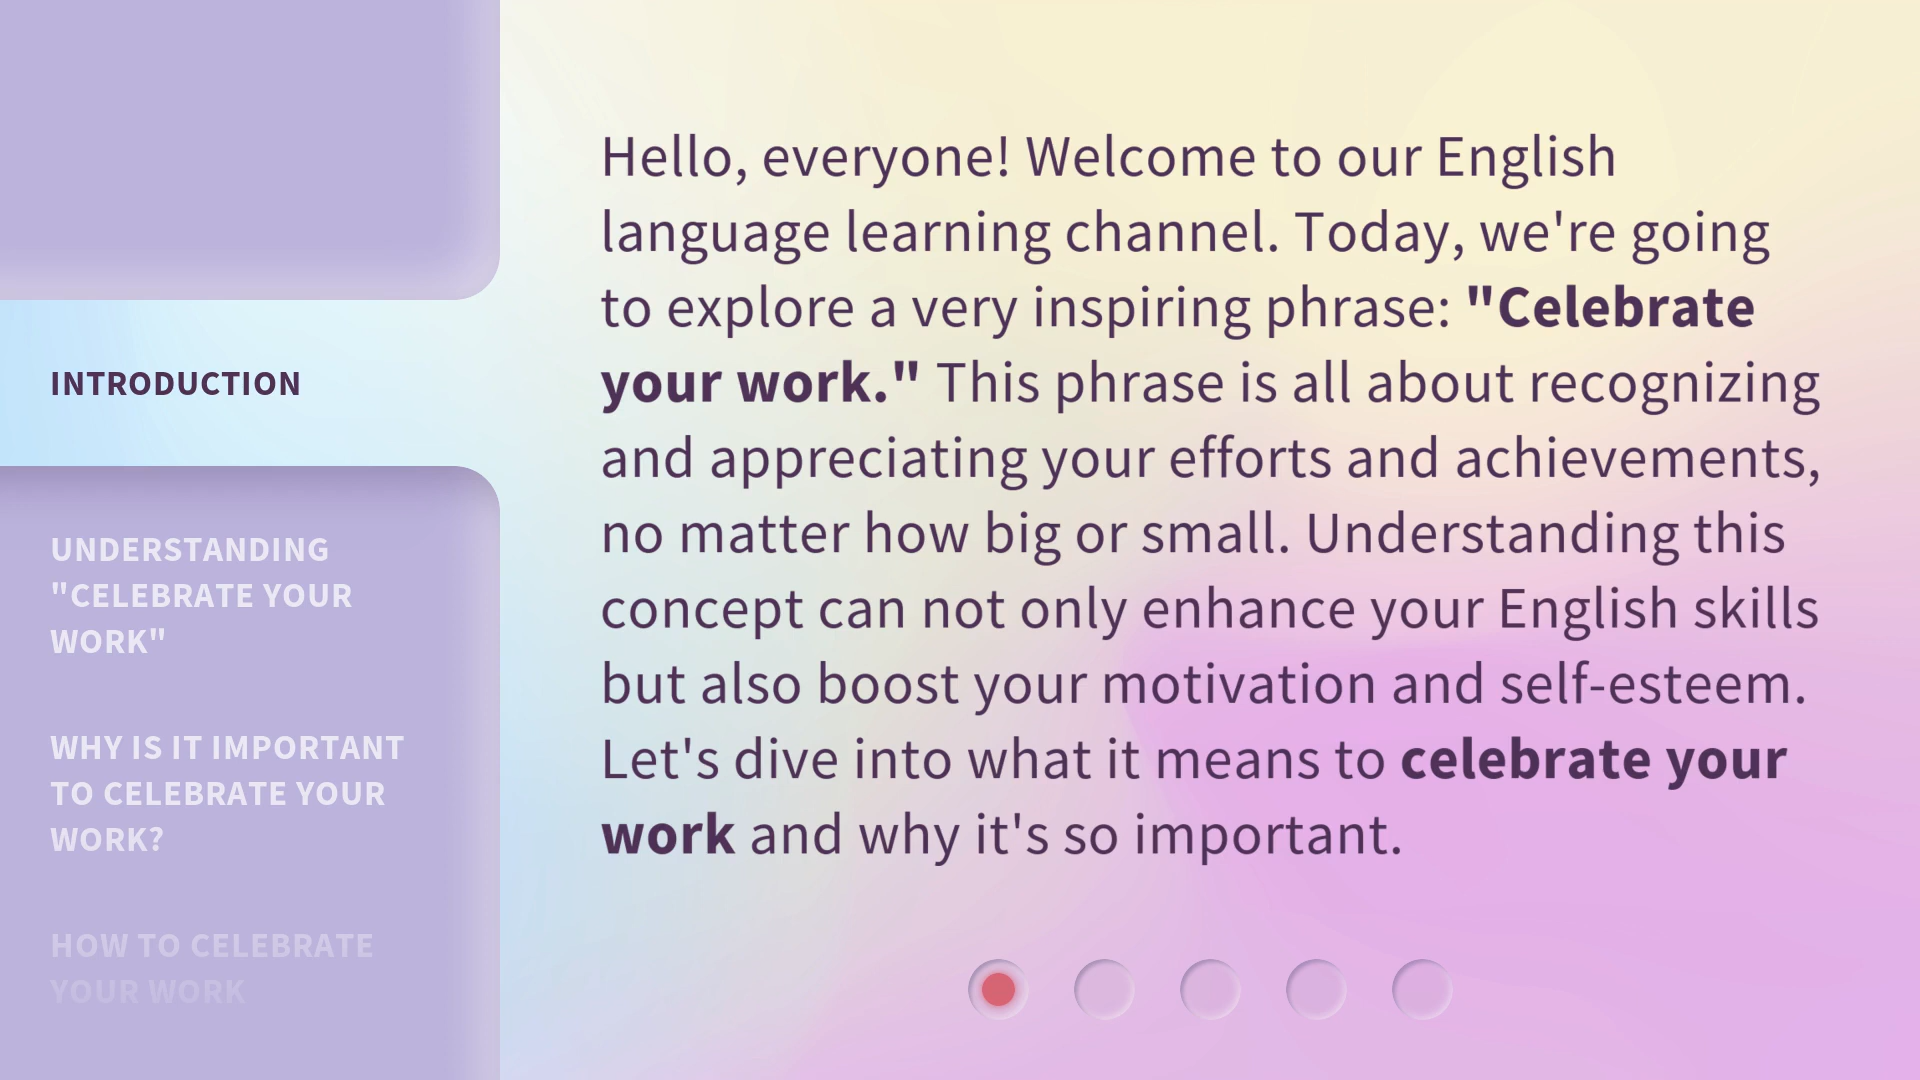 INTRODUCTION
UNDERSTANDING
"CELEBRATE YOUR
WORK"
WHY IS IT IMPORTANT
TO CELEBRATE YOUR
WORK?
HOW TO CELEBRATE
YOUR WORK
Hello, everyone! Welcome to our English
language learning channel. Today, we're going
to explore a very inspiring phrase: "Celebrate
your work." This phrase is all about recognizing
and appreciating your efforts and achievements,
no matter how big or small. Understanding this
concept can not only enhance your English skills
but also boost your motivation and self-esteem.
Let's dive into what it means to celebrate your
work and why it's so important.